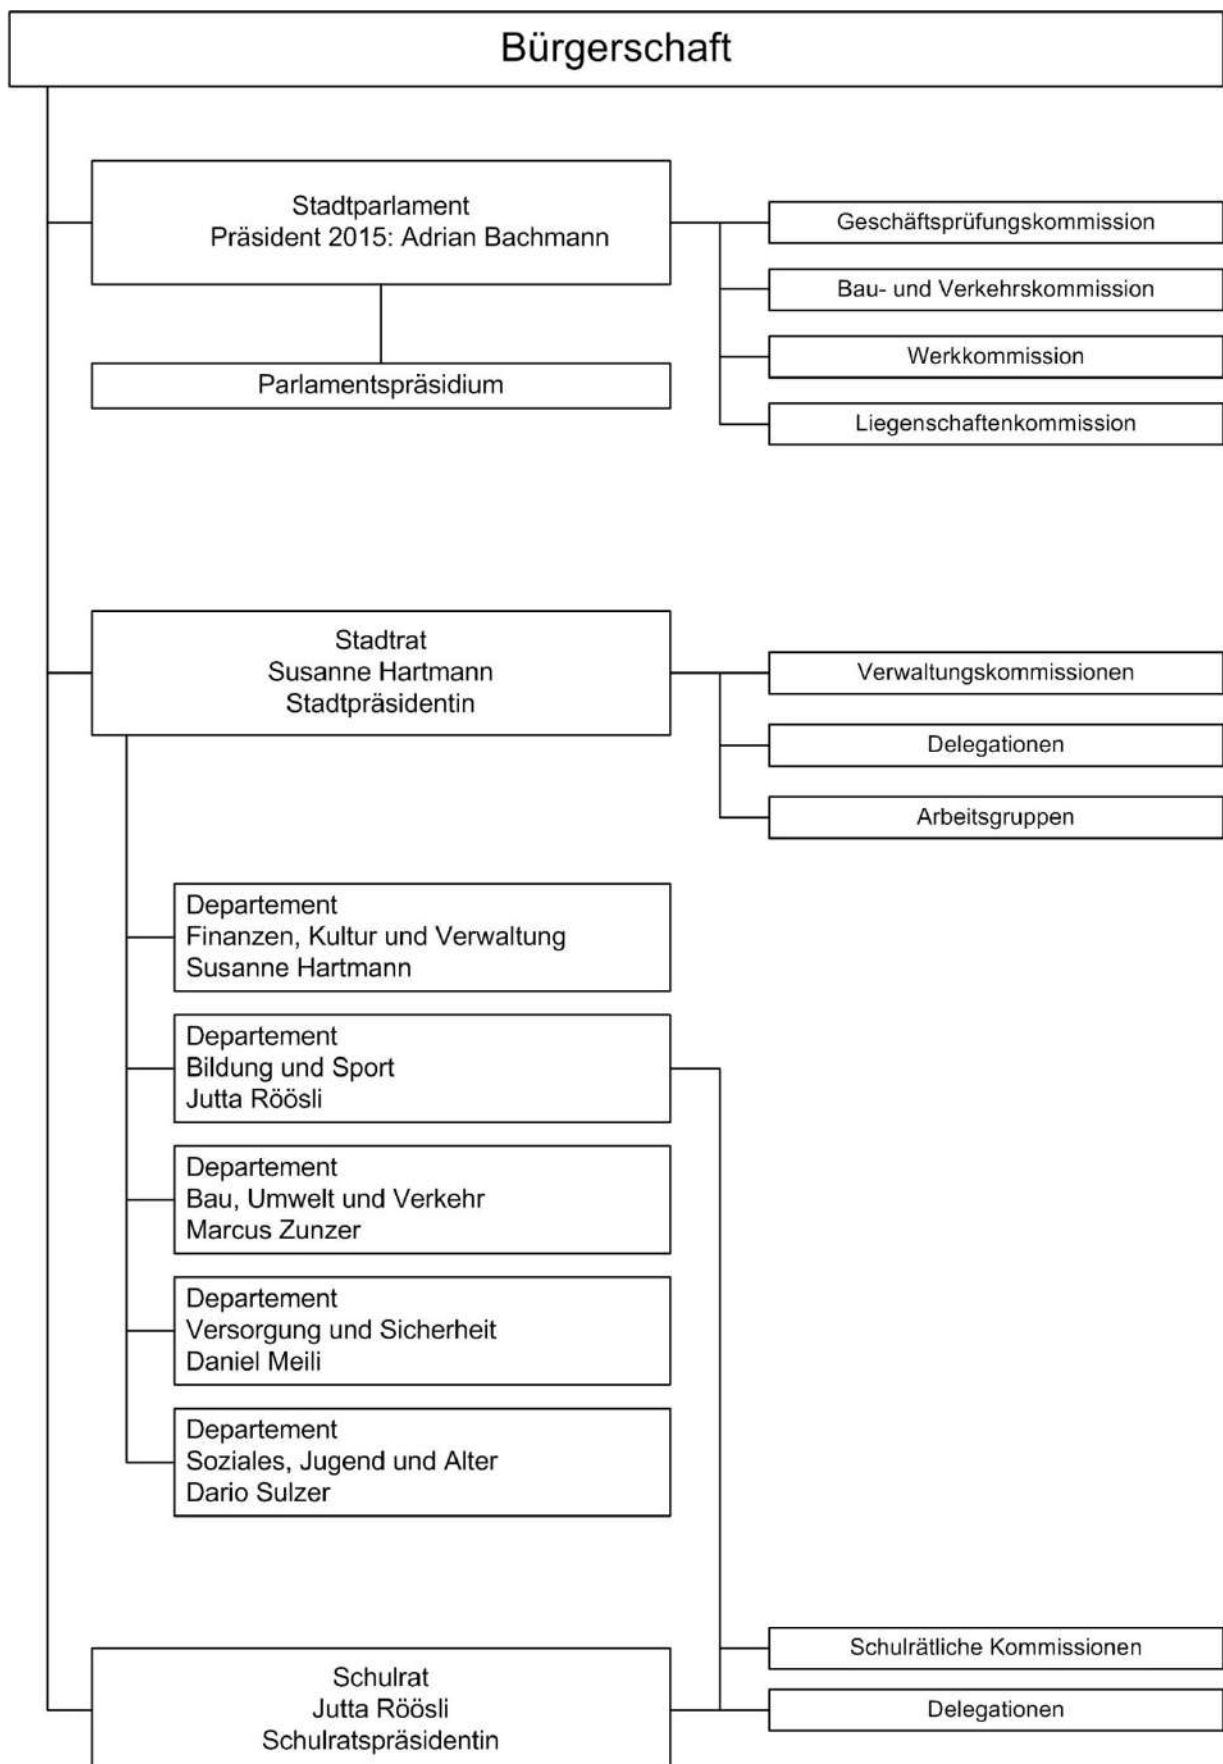 Bürgerschaft
Stadtparlament
Präsident 2015: Adrian Bachmann
Geschäftsprüfungskommission
Bau- und Verkehrskommission
Werkkommission
Liegenschaftenkommission
Parlamentspräsidium
Stadtrat
Susanne Hartmann
Stadtpräsidentin
Verwaltungskommissionen
Delegationen
Arbeitsgruppen
Departement
Finanzen, Kultur und Verwaltung
Susanne Hartmann
Departement
Bildung und Sport
Jutta Röösli
Departement
Bau, Umwelt und Verkehr
Marcus Zunzer
Departement
Versorgung und Sicherheit
Daniel Meili
Departement
Soziales, Jugend und Alter
Dario Sulzer
Schulrat
Jutta Röösli
Schulratspräsidentin
Schulrätliche Kommissionen
Delegationen